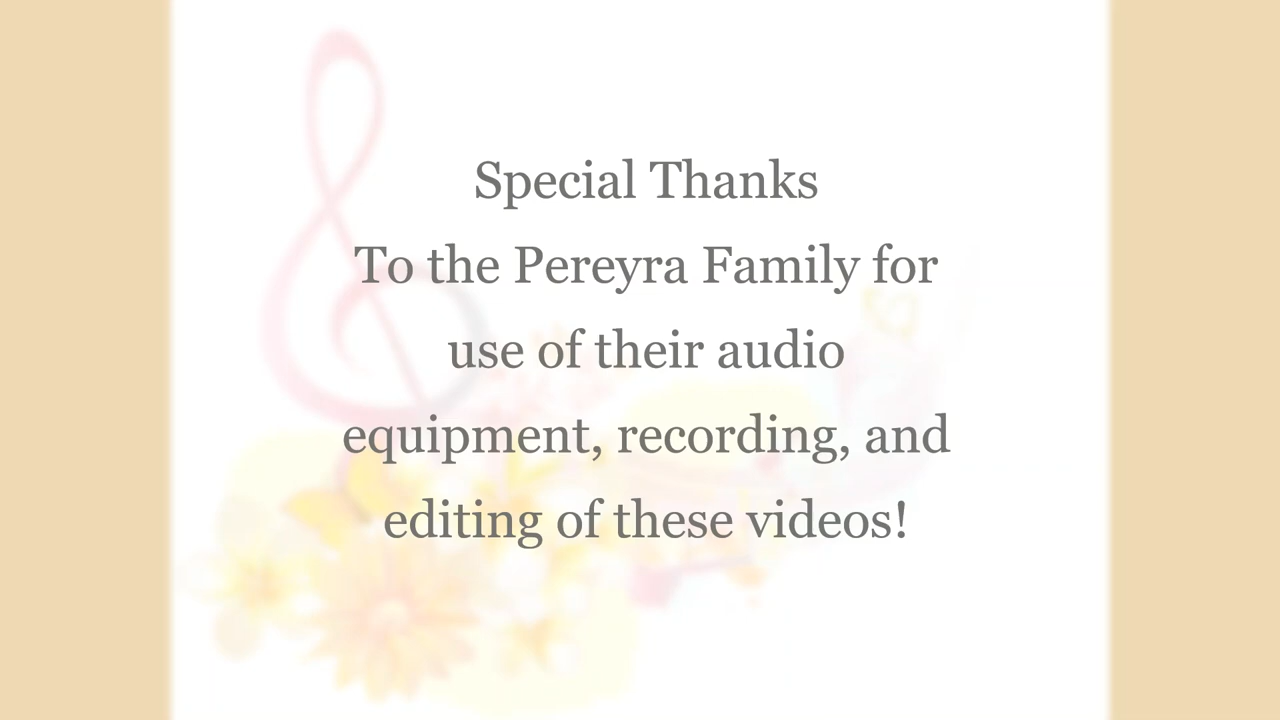 Special Thanks
To the Pereyra Family for
use of their audio
equipment, recording, and
editing of these videos!